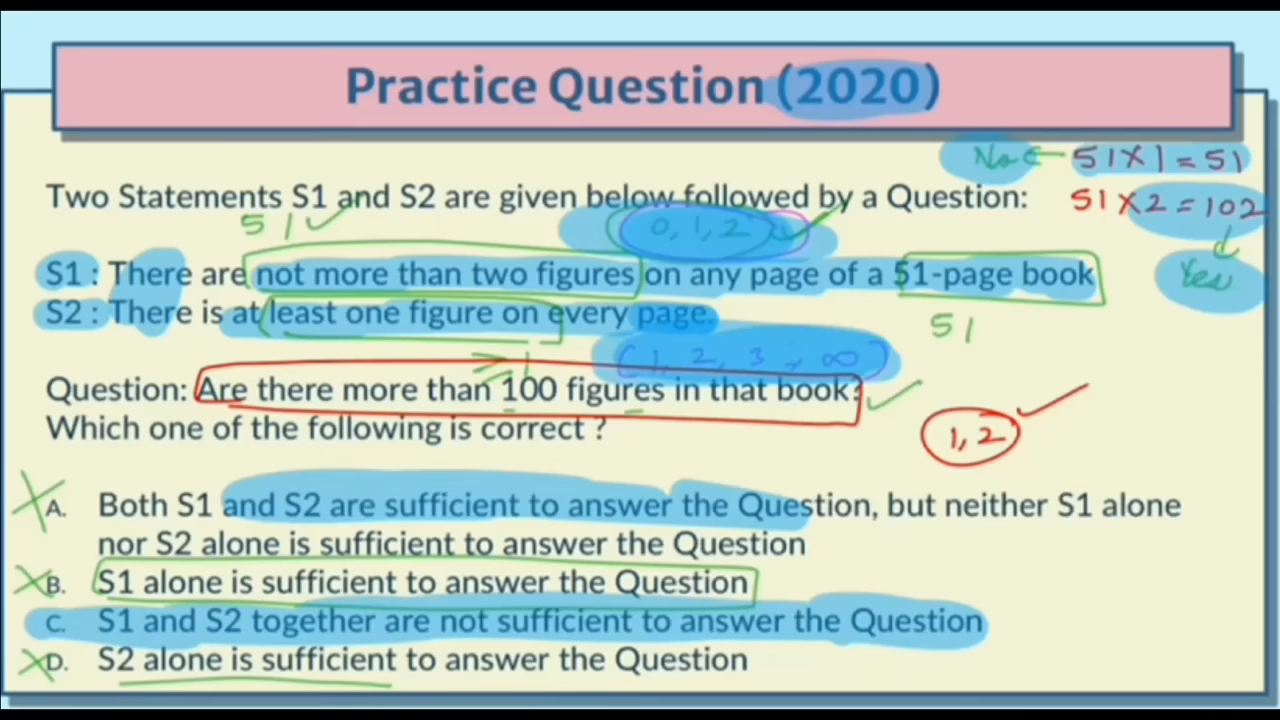 Practice Question (2020)
No ← 51×1=51
Two Statements S1 and S2 are given below followed by a Question:
51×2=102
51
0, 1, 2
Yes
S1 : There are not more than two figures on any page of a 51-page book
S2 : There is at least one figure on every page.
51
≥ 1
(1, 2, 3, ∞)
Question: Are there more than 100 figures in that book?
Which one of the following is correct ?
1, 2
A. Both S1 and S2 are sufficient to answer the Question, but neither S1 alone
nor S2 alone is sufficient to answer the Question
B. S1 alone is sufficient to answer the Question
C. S1 and S2 together are not sufficient to answer the Question
D. S2 alone is sufficient to answer the Question